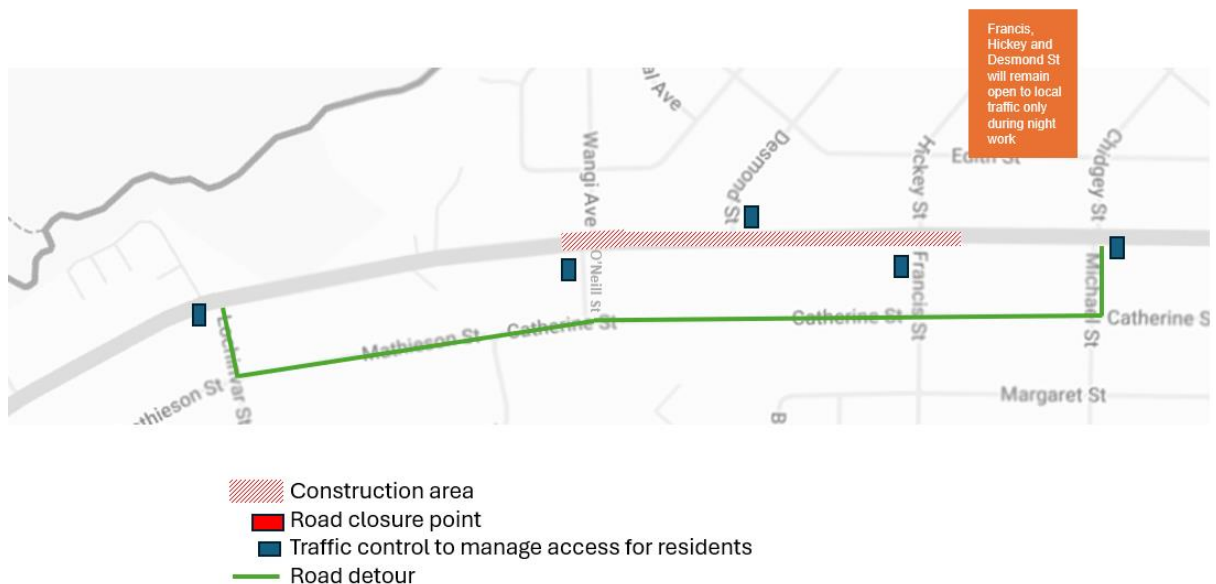 Francis,
Hickey and
Desmond St
will remain
open to local
traffic only
during night
work
al Ave
Wangi Ave
Desmond St
Hickey St
Edith St
Chidgey St
O'Neill St
Francis St
Michael St
Lochinvar St
Mathieson St
Catherine St
Catherine St
Catherine S
thieson St
Margaret St
B
Construction area
Road closure point
Traffic control to manage access for residents
Road detour